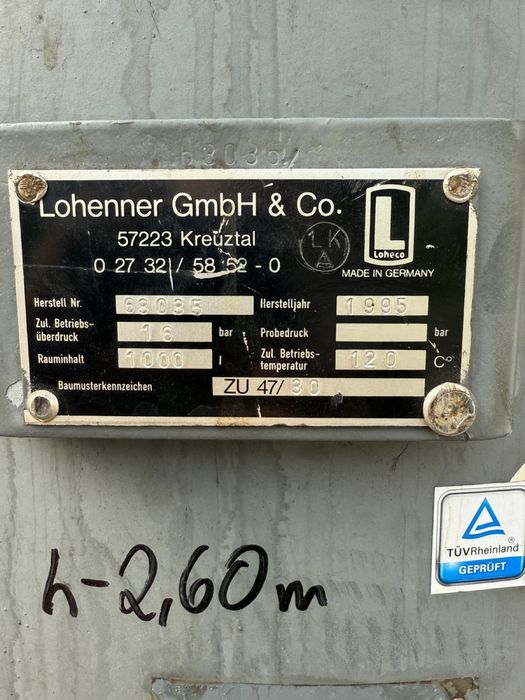 63035/
Lohenner GmbH & Co.
57223 Kreuztal
0 27 32 / 58 52 - 0
LK
A
L
Loheco
MADE IN GERMANY
Herstell Nr. 63035 Herstelljahr 1995
Zul. Betriebs-
überdruck 16 bar Probedruck bar
Rauminhalt 1000 l Zul. Betriebs-
temperatur 120 C°
Baumusterkennzeichen ZU 47/30
TÜVRheinland®
GEPRÜFT
h-2,60m